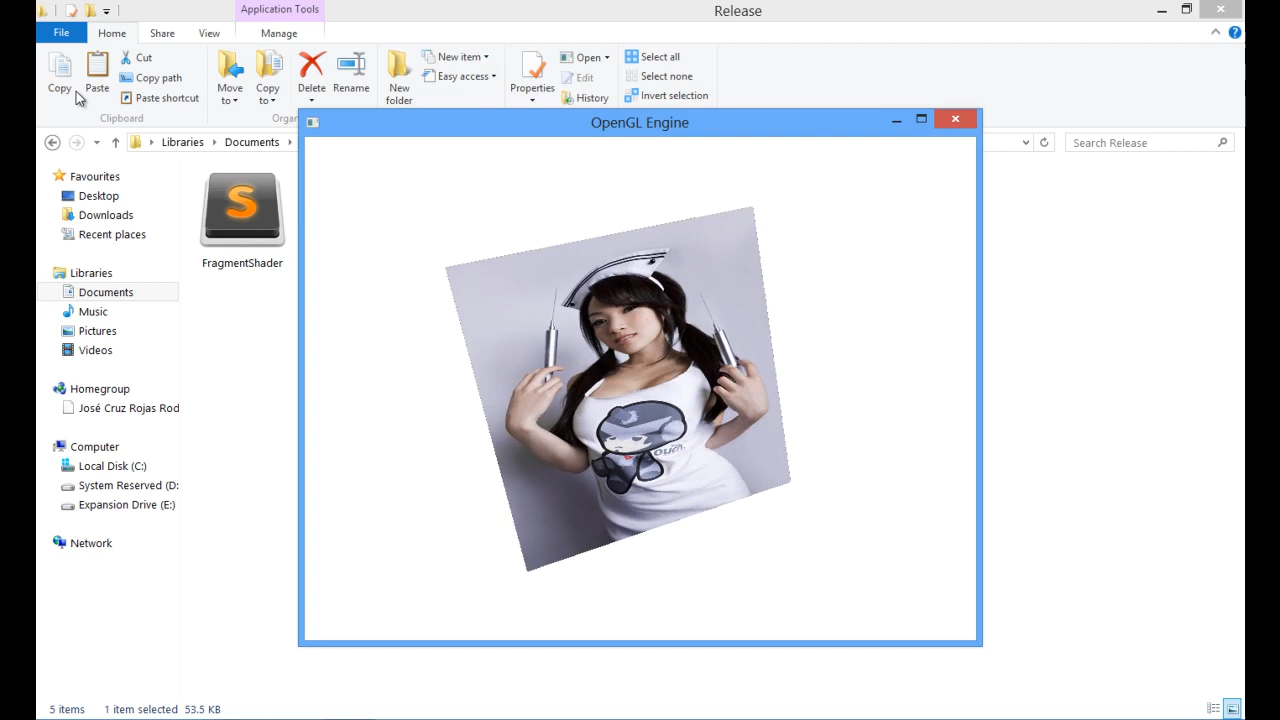 Application Tools
Release
File
Home
Share
View
Manage
Copy
Paste
Cut
Copy path
Paste shortcut
Clipboard
Move to
Copy to
Delete
Rename
Organ
New folder
New item
Easy access
Properties
Open
Edit
History
Select all
Select none
Invert selection
OpenGL Engine
Libraries
Documents
Search Release
Favourites
Desktop
Downloads
Recent places
Libraries
Documents
Music
Pictures
Videos
Homegroup
José Cruz Rojas Rod
Computer
Local Disk (C:)
System Reserved (D:
Expansion Drive (E:)
Network
S
FragmentShader
ouch.
5 items
1 item selected
53.5 KB